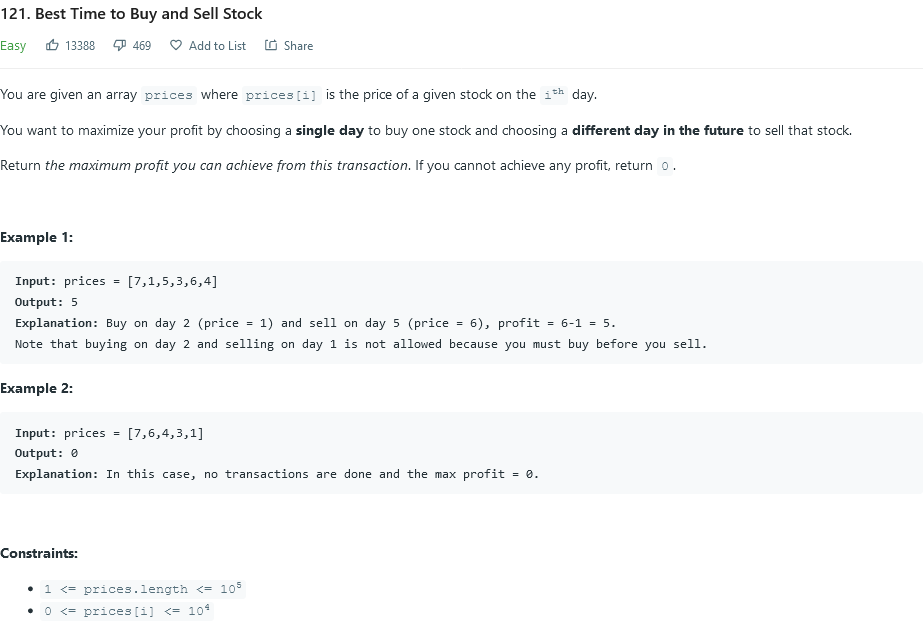 121. Best Time to Buy and Sell Stock
Easy 13388 469 Add to List Share
You are given an array prices where prices[i] is the price of a given stock on the ith day.
You want to maximize your profit by choosing a single day to buy one stock and choosing a different day in the future to sell that stock.
Return the maximum profit you can achieve from this transaction. If you cannot achieve any profit, return 0.
Example 1:
Input: prices = [7,1,5,3,6,4]
Output: 5
Explanation: Buy on day 2 (price = 1) and sell on day 5 (price = 6), profit = 6-1 = 5.
Note that buying on day 2 and selling on day 1 is not allowed because you must buy before you sell.
Example 2:
Input: prices = [7,6,4,3,1]
Output: 0
Explanation: In this case, no transactions are done and the max profit = 0.
Constraints:
• 1 <= prices.length <= 10⁵
• 0 <= prices[i] <= 10⁴